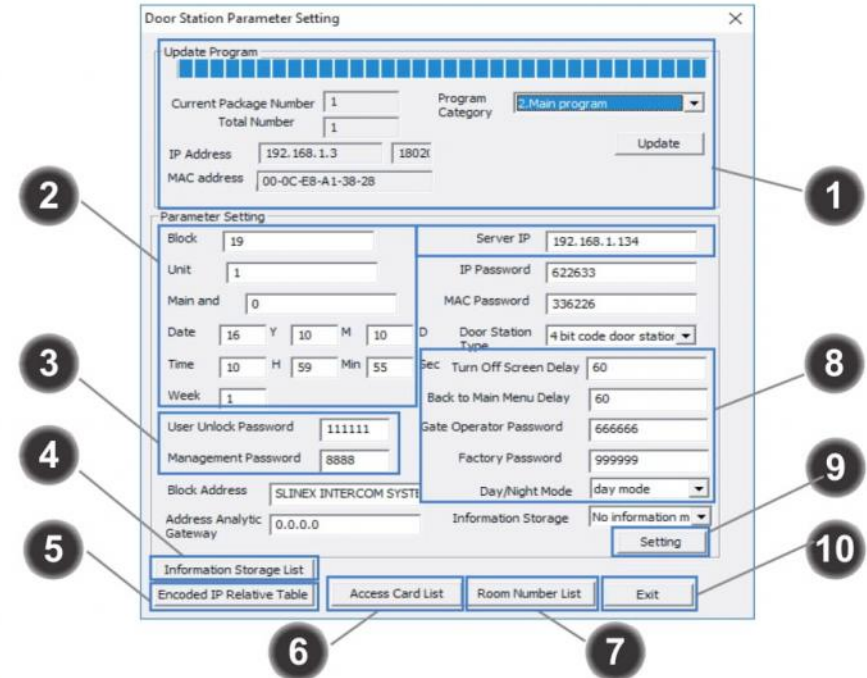 Door Station Parameter Setting
Update Program
Current Package Number 1
Program Category 2.Main program
Total Number 1
Update
IP Address 192.168.1.3 1802
MAC address 00-0C-E8-A1-38-28
1
2
Parameter Setting
Block 19
Server IP 192.168.1.134
Unit 1
IP Password 622633
Main and 0
MAC Password 336226
Date 16 Y 10 M 10 D
Door Station Type 4 bit code door station
3
Time 10 H 59 Min 55 Sec
Turn Off Screen Delay 60
8
Week 1
Back to Main Menu Delay 60
User Unlock Password 111111
Gate Operator Password 666666
4
Management Password 8888
Factory Password 999999
9
Block Address SLINEX INTERCOM SYSTE
Day/Night Mode day mode
Address Analytic Gateway 0.0.0.0
Information Storage No information m
5
Setting
10
Information Storage List
Encoded IP Relative Table
Access Card List
Room Number List
Exit
6
7